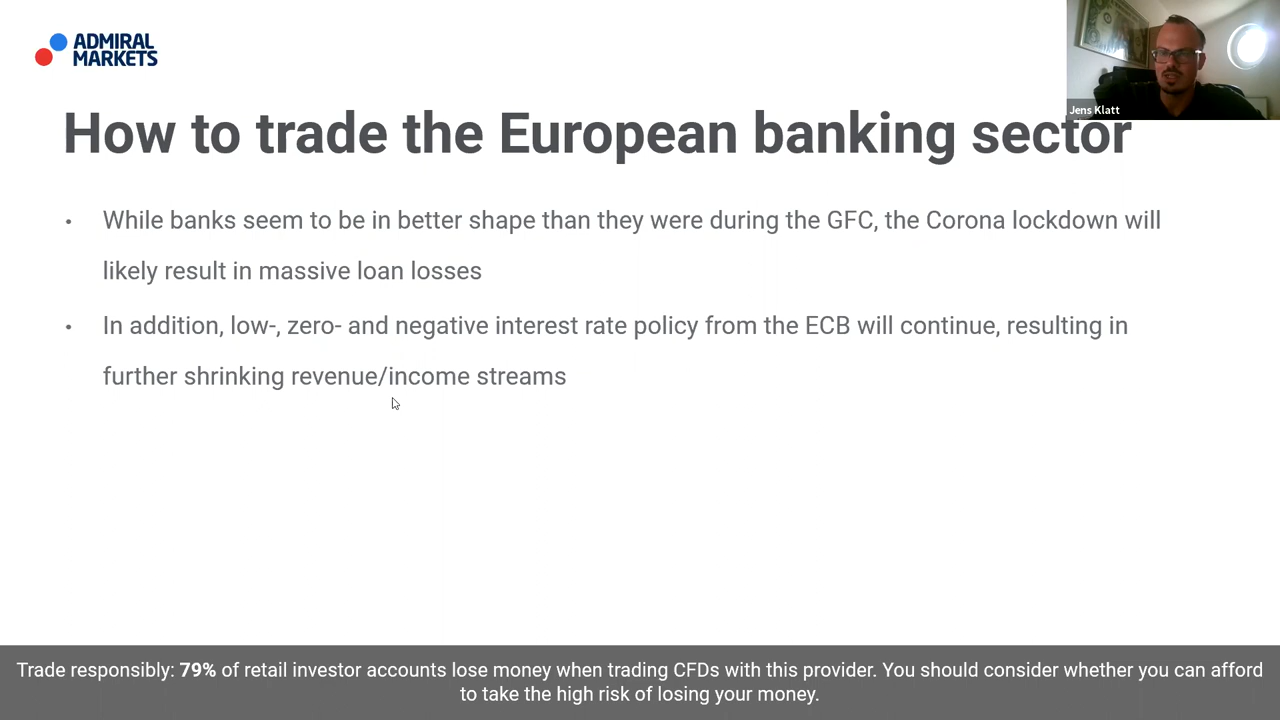 ADMIRAL
MARKETS
Jens Klatt
How to trade the European banking sector
• While banks seem to be in better shape than they were during the GFC, the Corona lockdown will
likely result in massive loan losses
• In addition, low-, zero- and negative interest rate policy from the ECB will continue, resulting in
further shrinking revenue/income streams
Trade responsibly: 79% of retail investor accounts lose money when trading CFDs with this provider. You should consider whether you can afford
to take the high risk of losing your money.